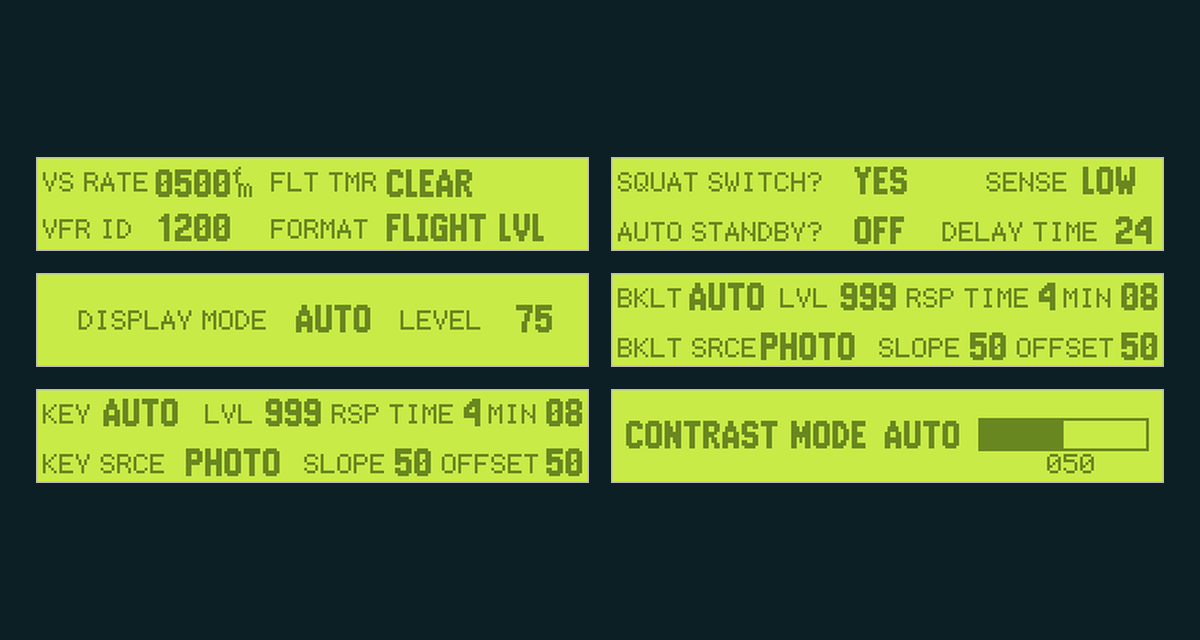 VS RATE 0500fm FLT TMR CLEAR
VFR ID 1200 FORMAT FLIGHT LVL
SQUAT SWITCH? YES SENSE LOW
AUTO STANDBY? OFF DELAY TIME 24
DISPLAY MODE AUTO LEVEL 75
BKLT AUTO LVL 999 RSP TIME 4 MIN 08
BKLT SRCE PHOTO SLOPE 50 OFFSET 50
KEY AUTO LVL 999 RSP TIME 4 MIN 08
KEY SRCE PHOTO SLOPE 50 OFFSET 50
CONTRAST MODE AUTO
050